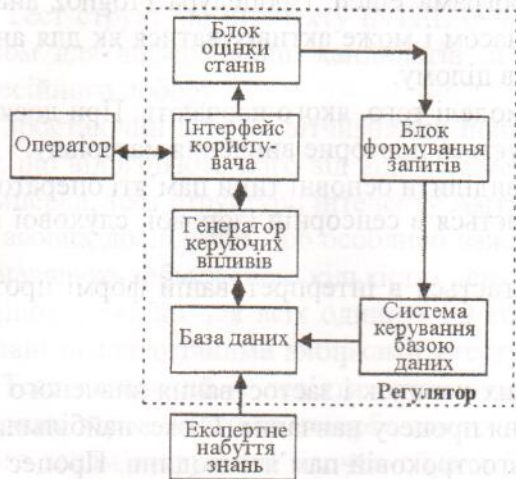 Блок
оцінки
станів
Оператор
Інтерфейс
користу-
вача
Блок
формування
запитів
Генератор
керуючих
впливів
База даних
Система
керування
базою
даних
Регулятор
Експертне
набуття
знань